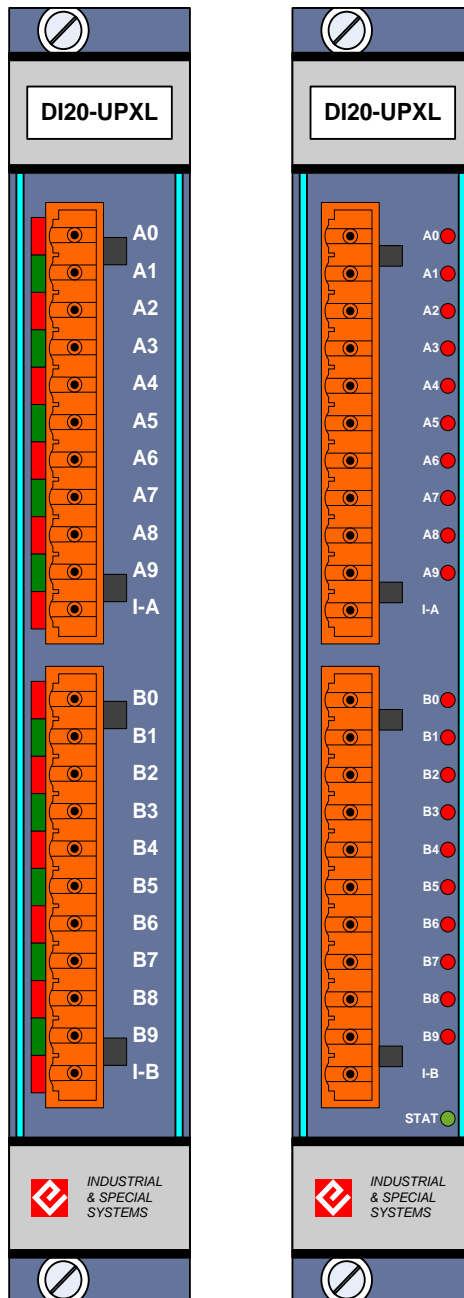 DI20-UPXL
A0
A1
A2
A3
A4
A5
A6
A7
A8
A9
I-A
B0
B1
B2
B3
B4
B5
B6
B7
B8
B9
I-B
INDUSTRIAL
& SPECIAL
SYSTEMS
DI20-UPXL
A0
A1
A2
A3
A4
A5
A6
A7
A8
A9
I-A
B0
B1
B2
B3
B4
B5
B6
B7
B8
B9
I-B
STAT
INDUSTRIAL
& SPECIAL
SYSTEMS